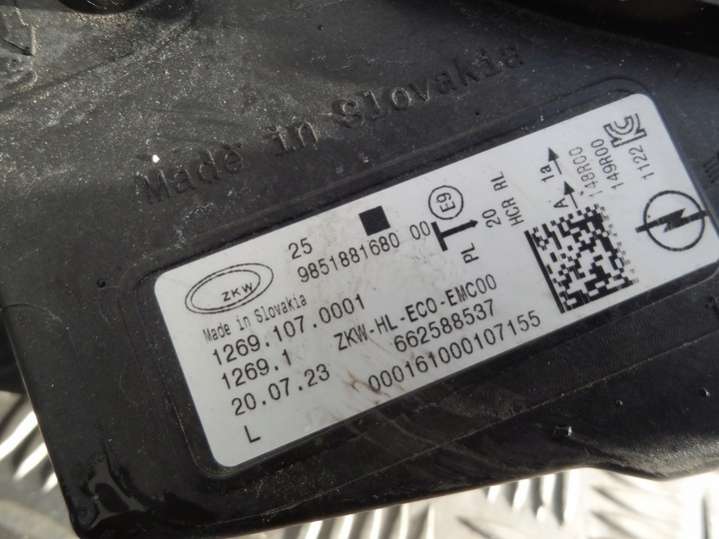 Made in Slovakia
25
9851881680 00
ZKW
Made in Slovakia
1269.107.0001
1269.1 ZKW-HL-ECO-EMC00
20.07.23 662588537
L 000161000107155
E9
PL 20
HCR RL
A 1a
148R00
149R00
1122